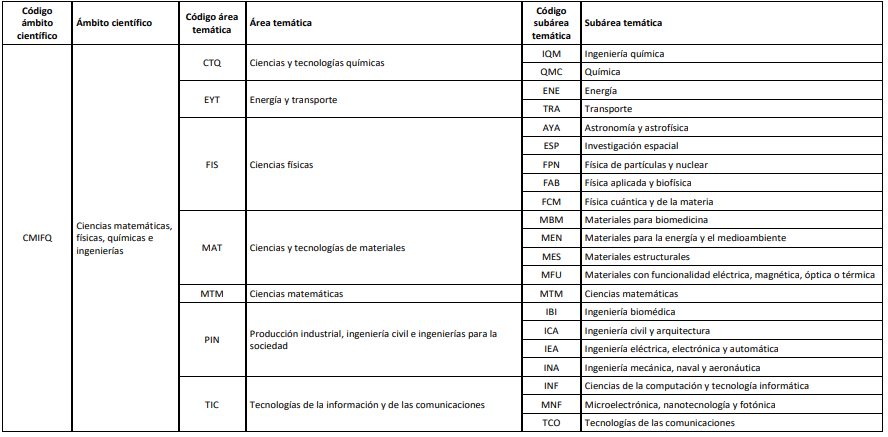 Código ámbito científico | Ámbito científico | Código área temática | Área temática | Código subárea temática | Subárea temática
CMIFQ | Ciencias matemáticas, físicas, químicas e ingenierías | CTQ | Ciencias y tecnologías químicas | IQM | Ingeniería química
QMC | Química
EYT | Energía y transporte | ENE | Energía
TRA | Transporte
FIS | Ciencias físicas | AYA | Astronomía y astrofísica
ESP | Investigación espacial
FPN | Física de partículas y nuclear
FAB | Física aplicada y biofísica
FCM | Física cuántica y de la materia
MAT | Ciencias y tecnologías de materiales | MBM | Materiales para biomedicina
MEN | Materiales para la energía y el medioambiente
MES | Materiales estructurales
MFU | Materiales con funcionalidad eléctrica, magnética, óptica o térmica
MTM | Ciencias matemáticas | MTM | Ciencias matemáticas
PIN | Producción industrial, ingeniería civil e ingenierías para la sociedad | IBI | Ingeniería biomédica
ICA | Ingeniería civil y arquitectura
IEA | Ingeniería eléctrica, electrónica y automática
INA | Ingeniería mecánica, naval y aeronáutica
TIC | Tecnologías de la información y de las comunicaciones | INF | Ciencias de la computación y tecnología informática
MNF | Microelectrónica, nanotecnología y fotónica
TCO | Tecnologías de las comunicaciones